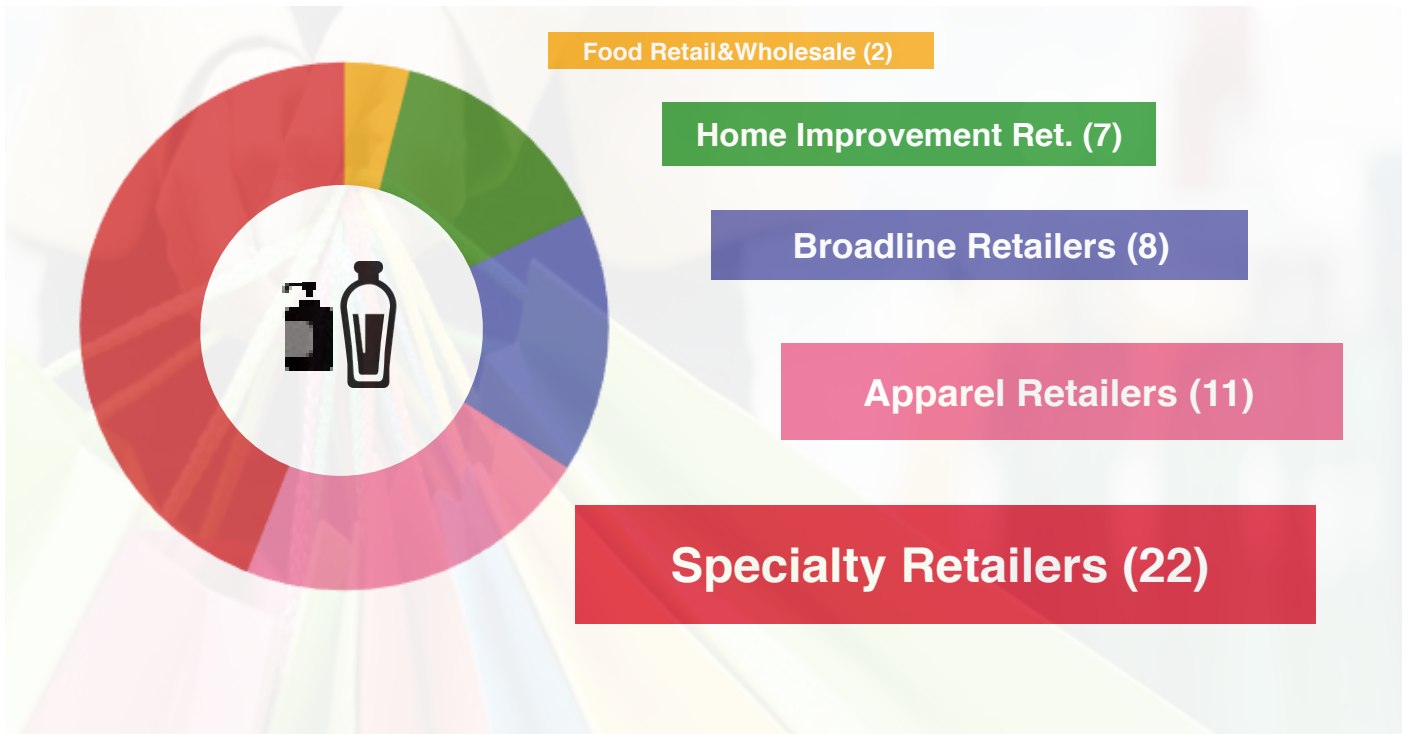 Food Retail&Wholesale (2)
Home Improvement Ret. (7)
Broadline Retailers (8)
Apparel Retailers (11)
Specialty Retailers (22)